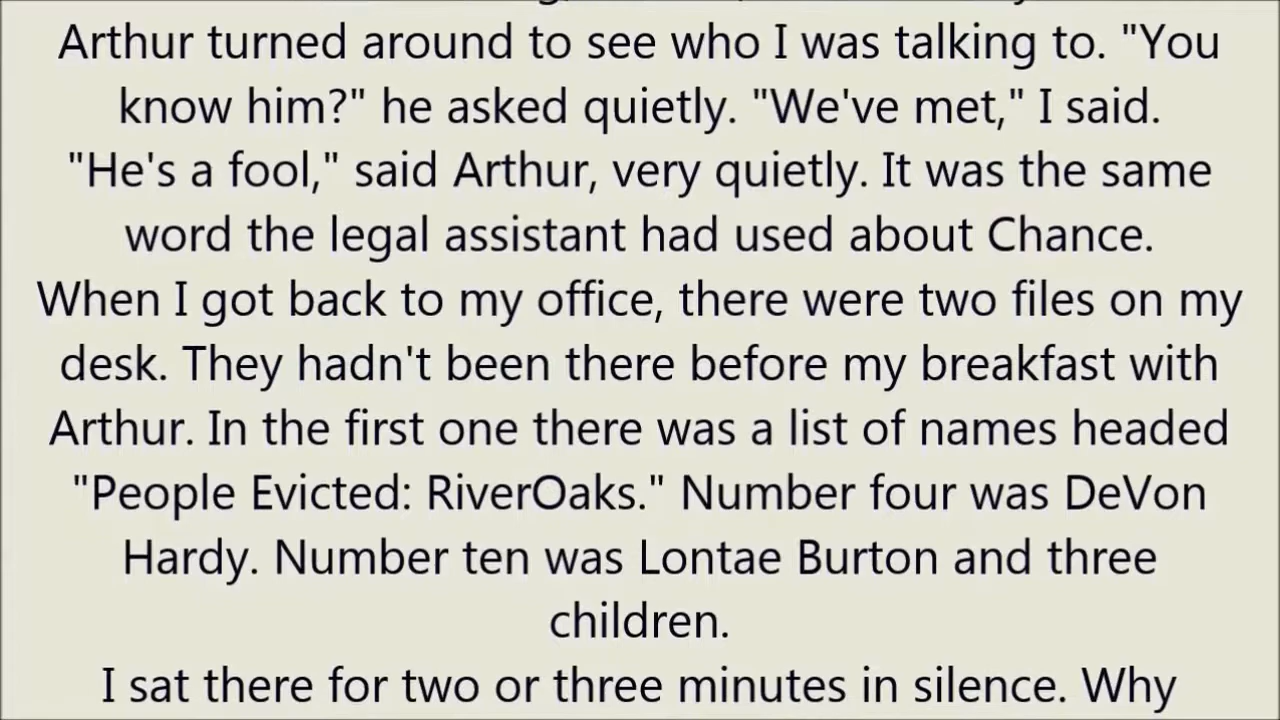 Arthur turned around to see who I was talking to. "You
know him?" he asked quietly. "We've met," I said.
"He's a fool," said Arthur, very quietly. It was the same
word the legal assistant had used about Chance.
When I got back to my office, there were two files on my
desk. They hadn't been there before my breakfast with
Arthur. In the first one there was a list of names headed
"People Evicted: RiverOaks." Number four was DeVon
Hardy. Number ten was Lontae Burton and three
children.
I sat there for two or three minutes in silence. Why